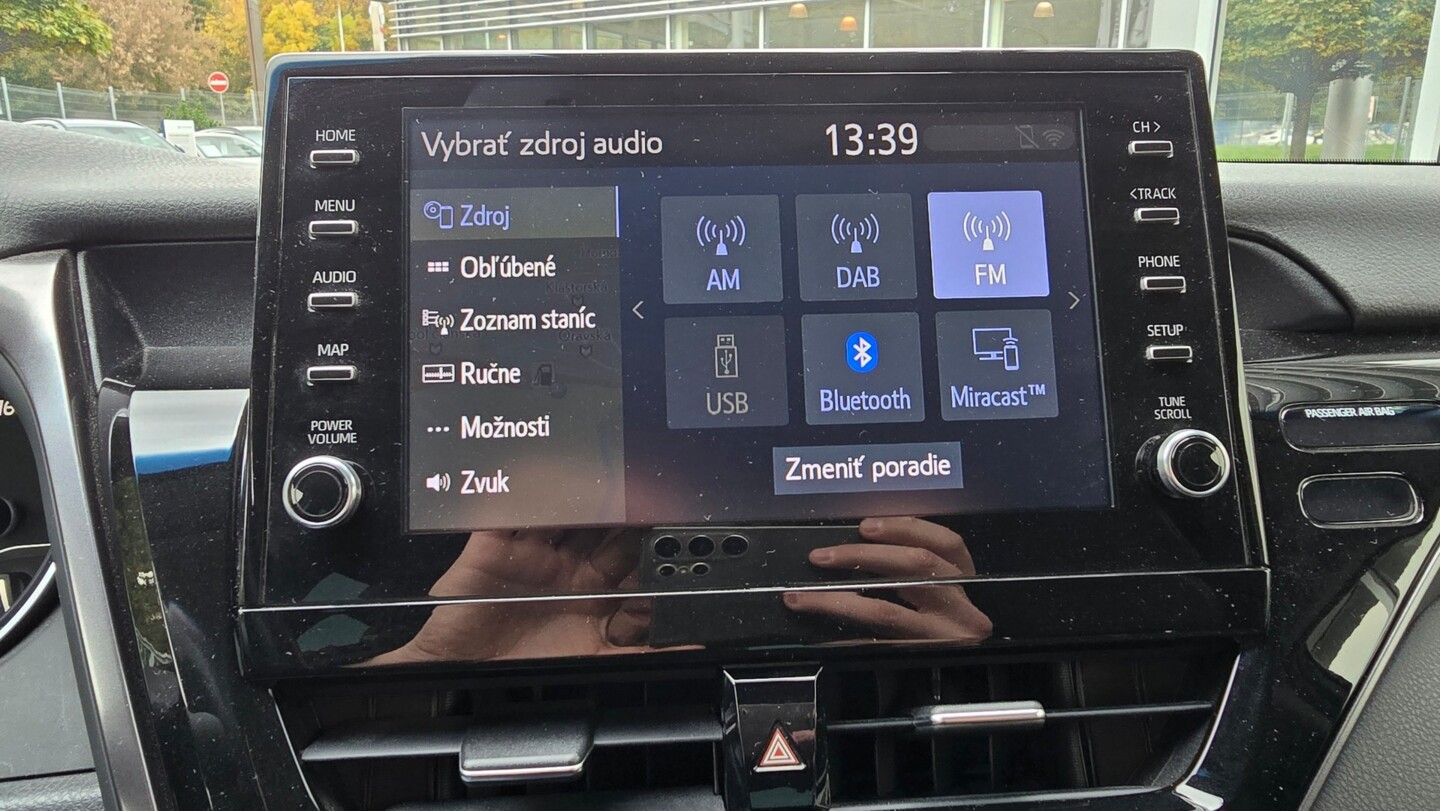 HOME
MENU
AUDIO
MAP
POWER
VOLUME
Vybrať zdroj audio
13:39
Zdroj
Obľúbené
Zoznam staníc
Ručne
Možnosti
Zvuk
AM
DAB
FM
USB
Bluetooth
Miracast™
Zmeniť poradie
CH >
< TRACK
PHONE
SETUP
TUNE
SCROLL
PASSENGER AIR BAG